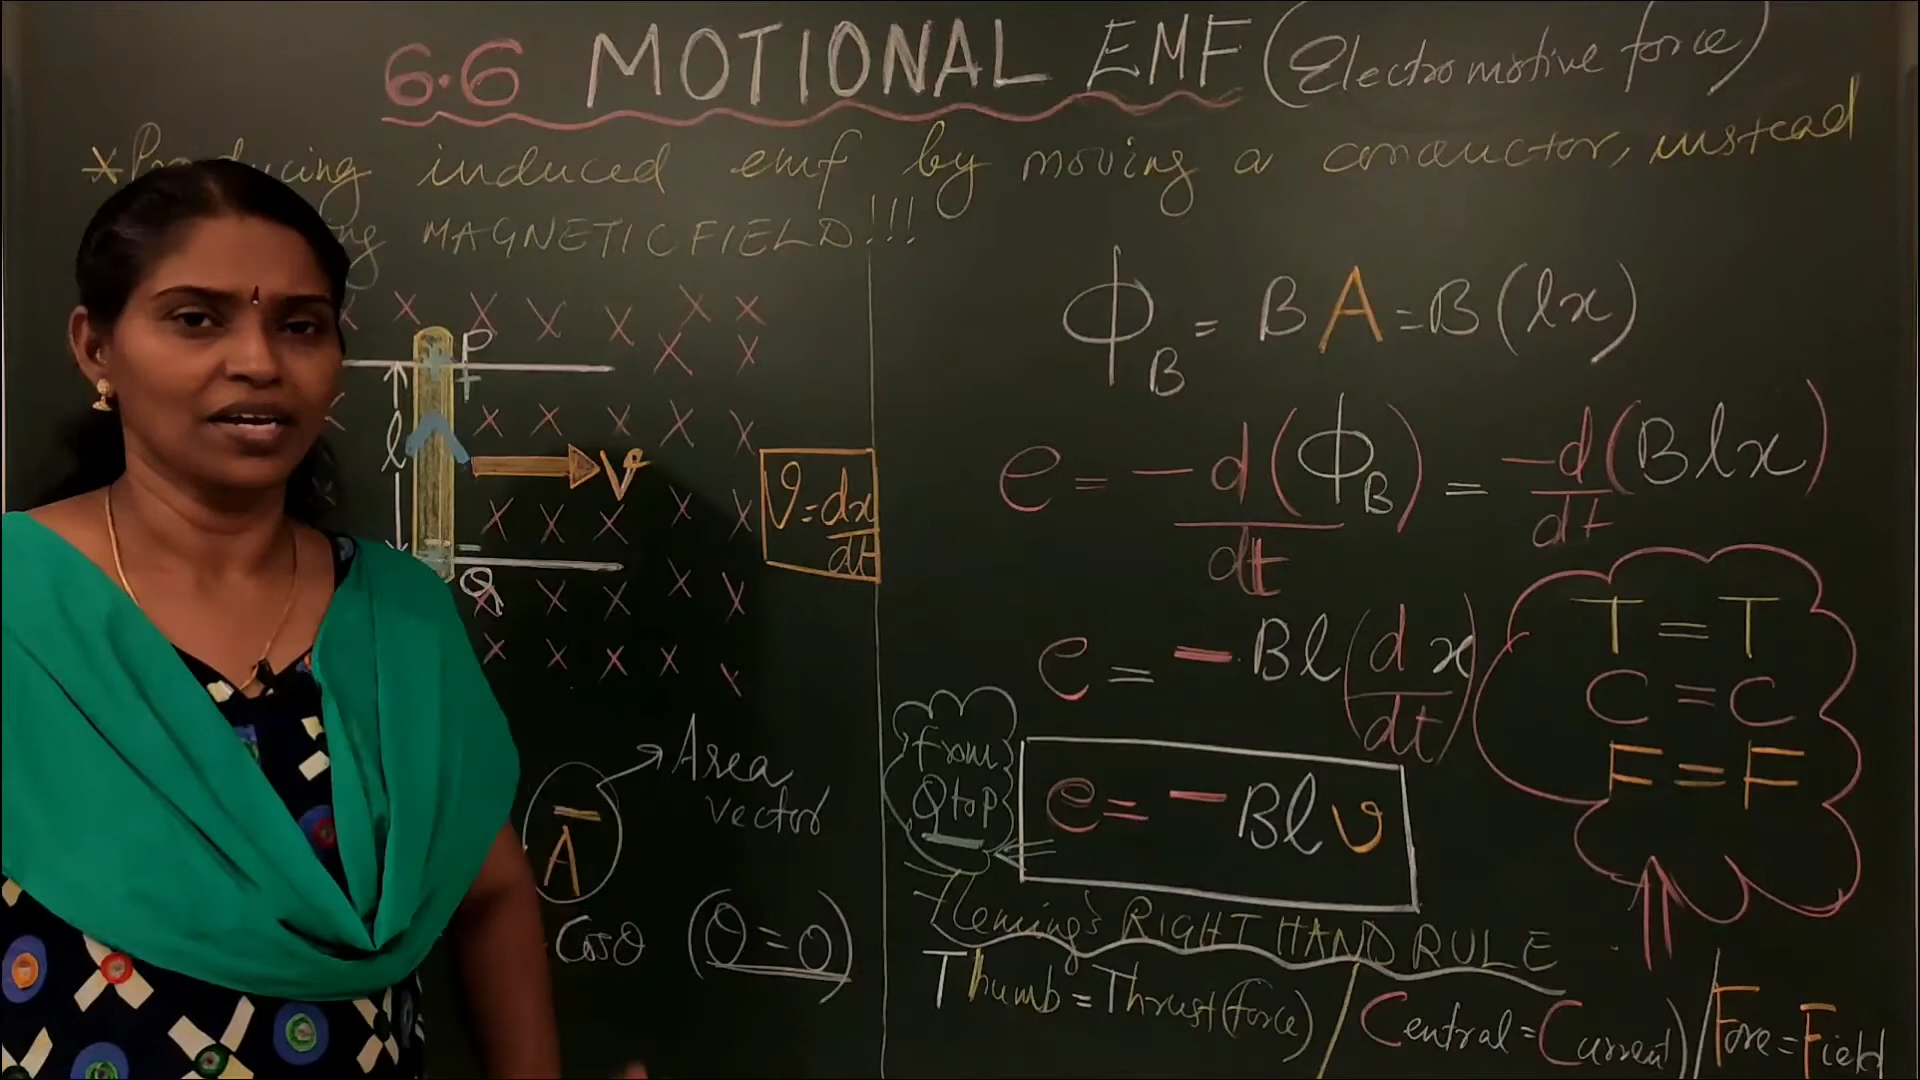 6.6 MOTIONAL EMF (Electromotive force)
* Producing induced emf by moving a conductor, instead
MAGNETIC FIELD!!!
P
+
l
V
Q
v = dx/dt
Φ_B = BA = B(lx)
e = -d(Φ_B)/dt = -d/dt(Blx)
e = -Bl(dx/dt)
From Q to P
e = -Blv
T = T
C = C
F = F
A
Area vector
Cosθ (θ = 0)
Fleming's RIGHT HAND RULE
Thumb = Thrust (force) / Central = Current / Fore = Field